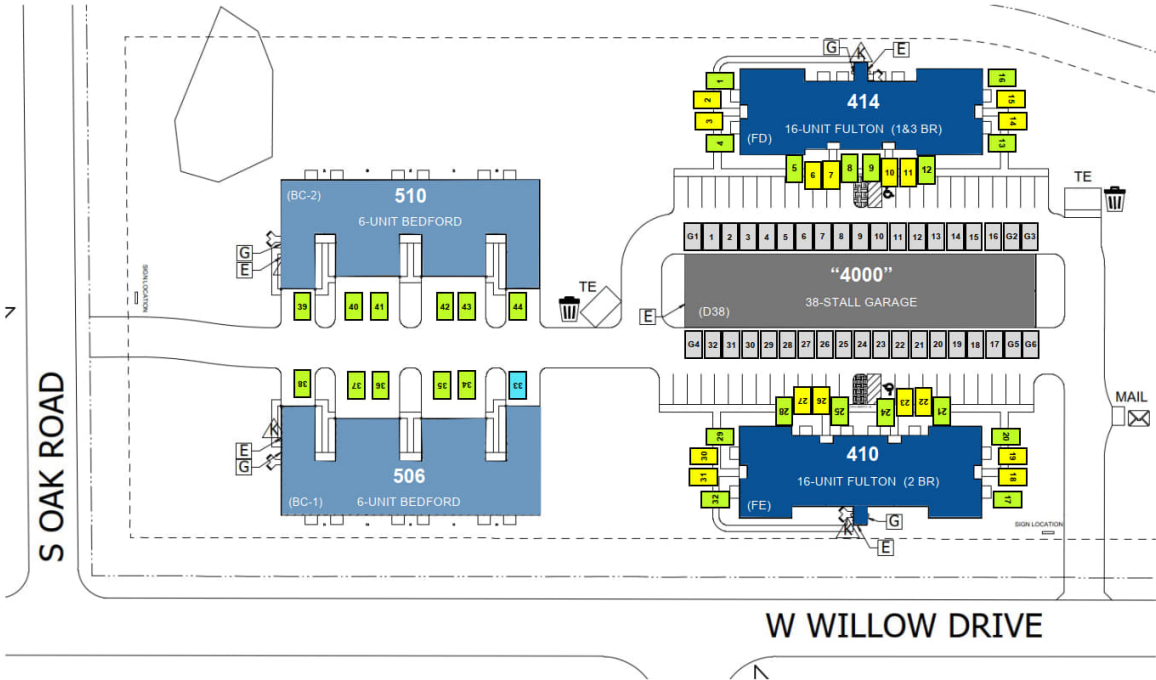 G
K
E
1
16
2
15
414
3
14
16-UNIT FULTON (1&3 BR)
4
13
(FD)
5
6
7
8
9
10
11
12
TE
(BC-2)
510
6-UNIT BEDFORD
G
E
SIGN LOCATION
39
40
41
42
43
44
TE
G1
1
2
3
4
5
6
7
8
9
10
11
12
13
14
15
16
G2
G3
"4000"
38-STALL GARAGE
E
(D38)
G4
32
31
30
29
28
27
26
25
24
23
22
21
20
19
18
17
G5
G6
38
37
36
35
34
33
K
E
G
506
(BC-1)
6-UNIT BEDFORD
28
27
26
25
24
23
22
21
MAIL
29
20
30
410
19
31
16-UNIT FULTON (2 BR)
18
32
17
(FE)
G
K
E
SIGN LOCATION
S OAK ROAD
W WILLOW DRIVE